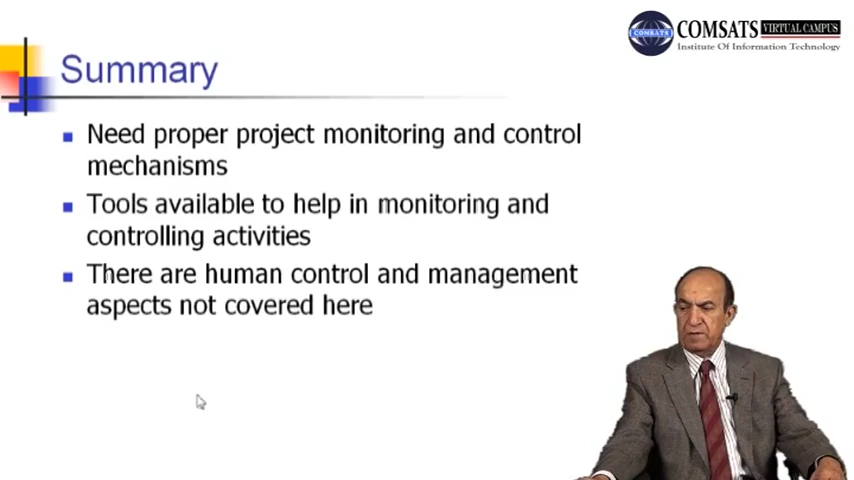 COMSATS
COMSATS VIRTUAL CAMPUS
Institute Of Information Technology
Summary
Need proper project monitoring and control
mechanisms
Tools available to help in monitoring and
controlling activities
There are human control and management
aspects not covered here